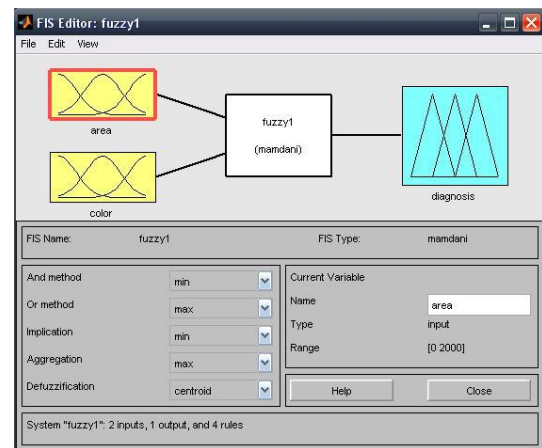 FIS Editor: fuzzy1
File Edit View
area
color
fuzzy1
(mamdani)
diagnosis
FIS Name: fuzzy1 FIS Type: mamdani
And method min
Or method max
Implication min
Aggregation max
Defuzzification centroid
Current Variable
Name area
Type input
Range [0 2000]
Help Close
System "fuzzy1": 2 inputs, 1 output, and 4 rules